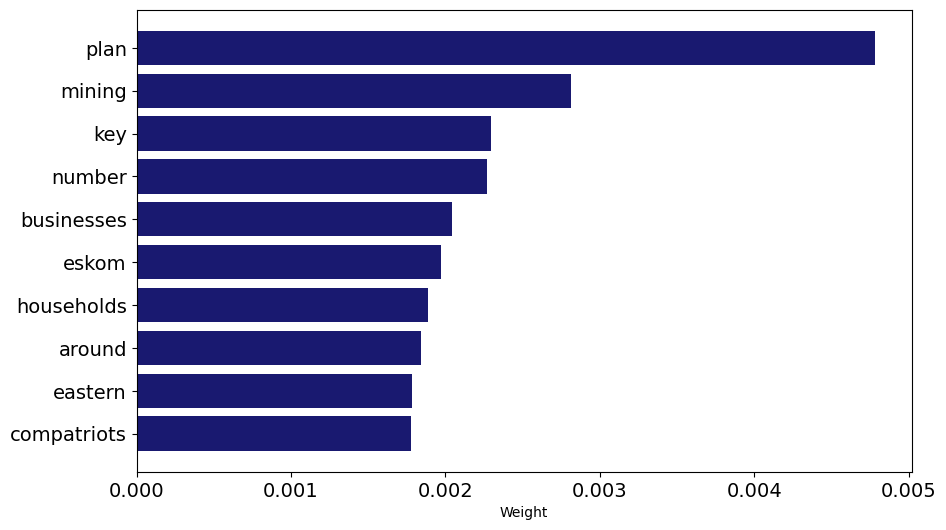 plan
mining
key
number
businesses
eskom
households
around
eastern
compatriots
0.000 0.001 0.002 0.003 0.004 0.005
Weight